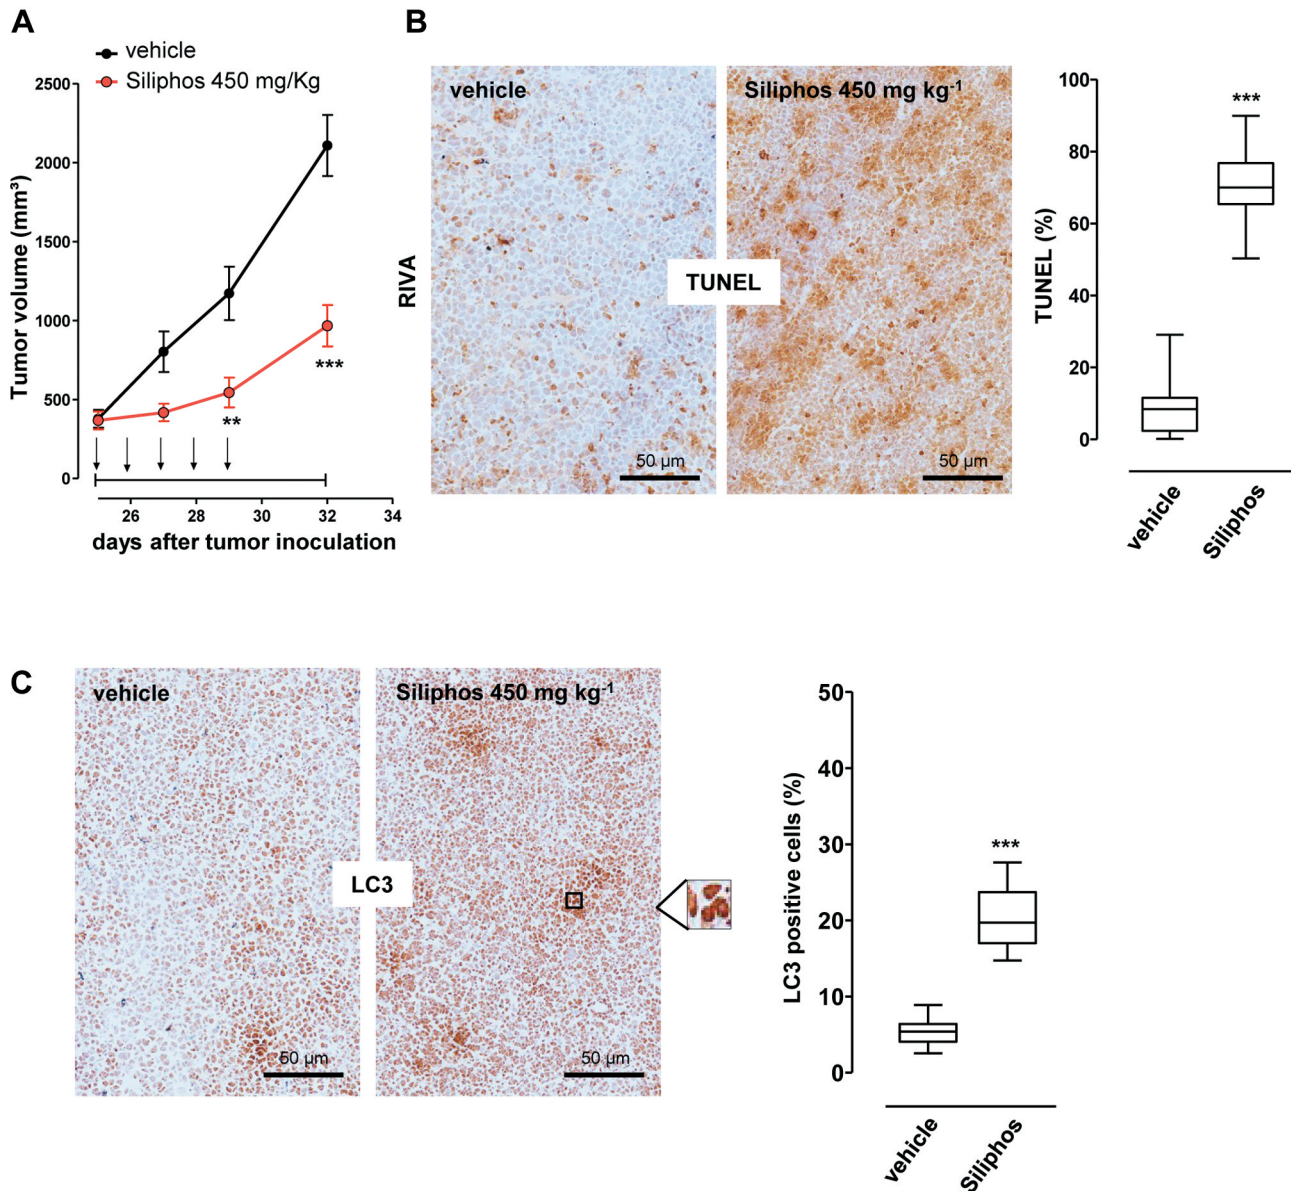 A
vehicle
Siliphos 450 mg/Kg
Tumor volume (mm³)
2500
2000
1500
1000
500
0
**
***
26 28 30 32 34
days after tumor inoculation
B
RIVA
vehicle
Siliphos 450 mg kg⁻¹
TUNEL
50 µm
50 µm
TUNEL (%)
100
80
60
40
20
0
***
vehicle
Siliphos
C
vehicle
Siliphos 450 mg kg⁻¹
LC3
50 µm
50 µm
LC3 positive cells (%)
50
40
30
20
10
0
***
vehicle
Siliphos